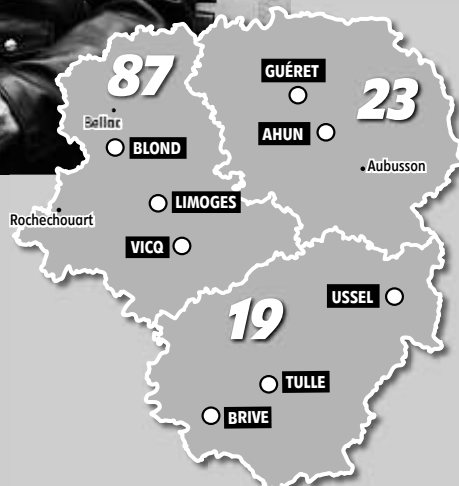 87
GUÉRET
23
Bellac
BLOND
AHUN
Aubusson
LIMOGES
Rochechouart
VICQ
USSEL
19
TULLE
BRIVE